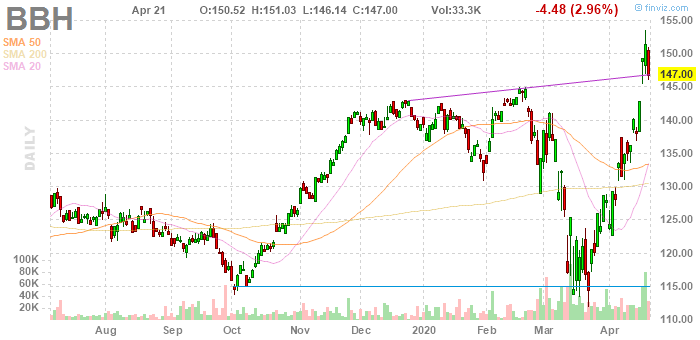 BBH
Apr 21 O:150.52 H:151.03 L:146.14 C:147.00 Vol:33.3K -4.48 (2.96%)
© finviz.com
SMA 50
SMA 200
SMA 20
DAILY
155.00
150.00
147.00
145.00
140.00
135.00
130.00
125.00
120.00
115.00
110.00
100K
80K
60K
40K
20K
Aug Sep Oct Nov Dec 2020 Feb Mar Apr